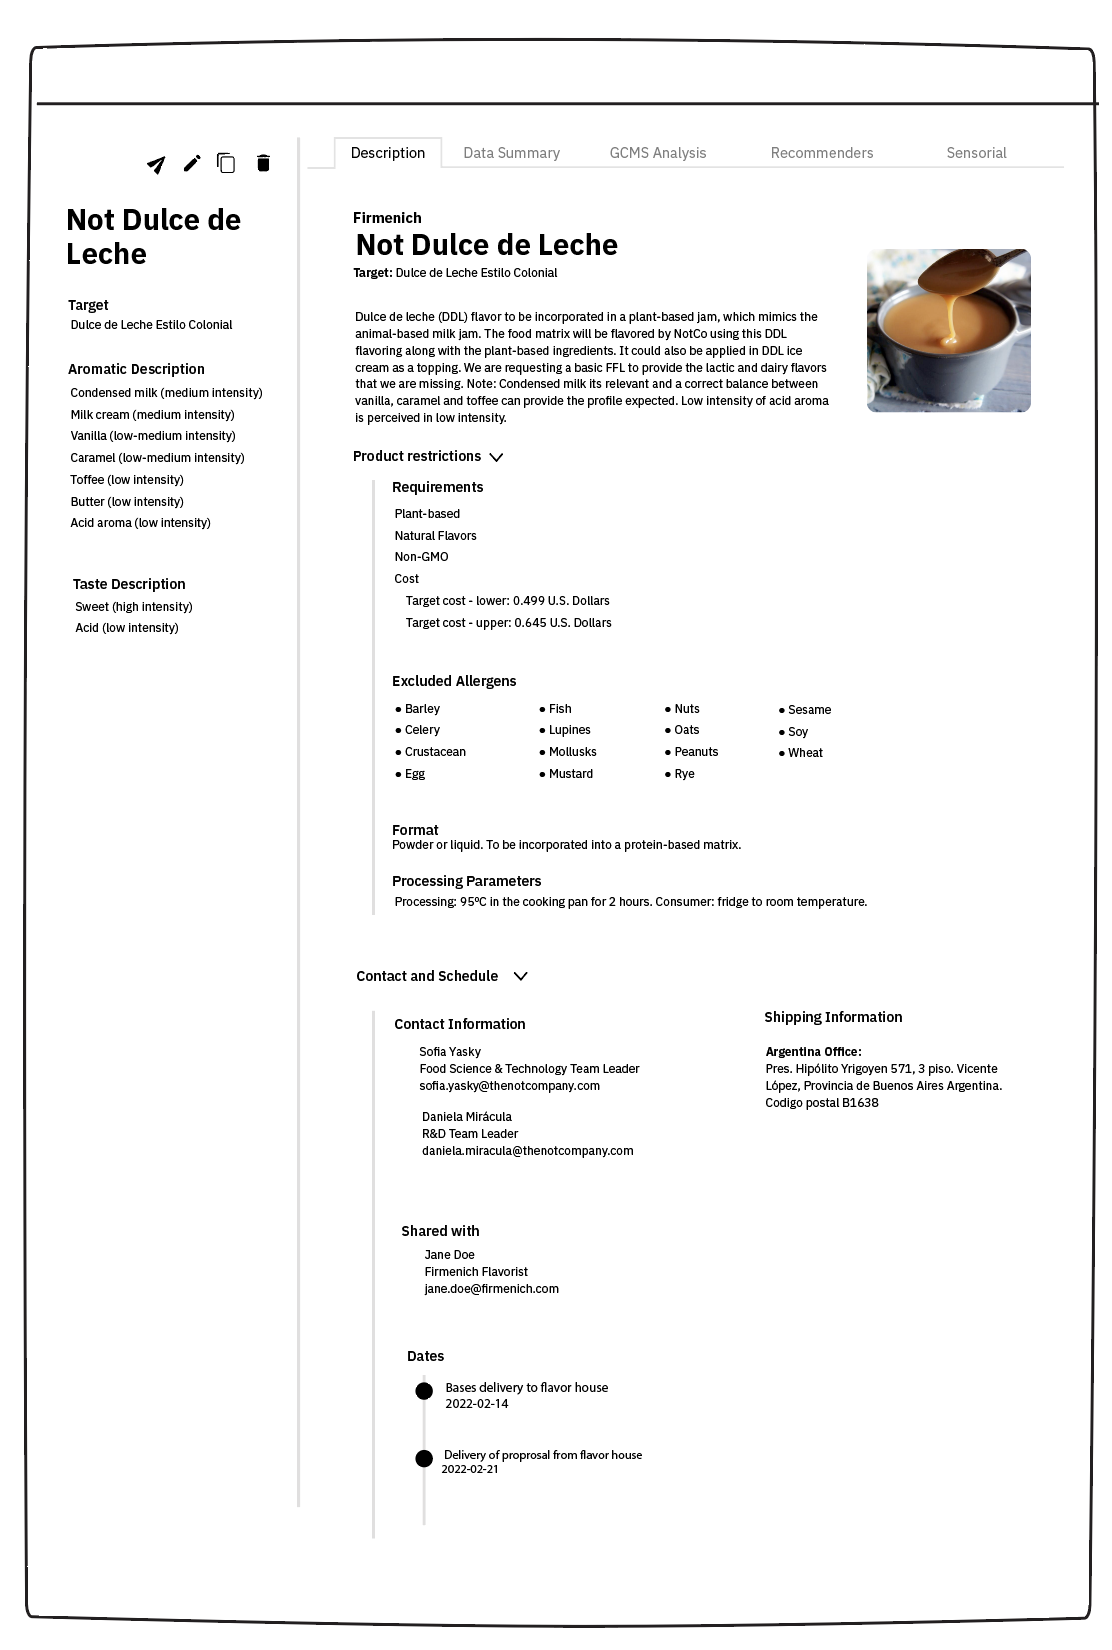 Not Dulce de
Leche
Target
Dulce de Leche Estilo Colonial
Aromatic Description
Condensed milk (medium intensity)
Milk cream (medium intensity)
Vanilla (low-medium intensity)
Caramel (low-medium intensity)
Toffee (low intensity)
Butter (low intensity)
Acid aroma (low intensity)
Taste Description
Sweet (high intensity)
Acid (low intensity)
Description Data Summary GCMS Analysis Recommenders Sensorial
Firmenich
Not Dulce de Leche
Target: Dulce de Leche Estilo Colonial
Dulce de leche (DDL) flavor to be incorporated in a plant-based jam, which mimics the
animal-based milk jam. The food matrix will be flavored by NotCo using this DDL
flavoring along with the plant-based ingredients. It could also be applied in DDL ice
cream as a topping. We are requesting a basic FFL to provide the lactic and dairy flavors
that we are missing. Note: Condensed milk its relevant and a correct balance between
vanilla, caramel and toffee can provide the profile expected. Low intensity of acid aroma
is perceived in low intensity.
Product restrictions
Requirements
Plant-based
Natural Flavors
Non-GMO
Cost
Target cost - lower: 0.499 U.S. Dollars
Target cost - upper: 0.645 U.S. Dollars
Excluded Allergens
● Barley
● Celery
● Crustacean
● Egg
● Fish
● Lupines
● Mollusks
● Mustard
● Nuts
● Oats
● Peanuts
● Rye
● Sesame
● Soy
● Wheat
Format
Powder or liquid. To be incorporated into a protein-based matrix.
Processing Parameters
Processing: 95ºC in the cooking pan for 2 hours. Consumer: fridge to room temperature.
Contact and Schedule
Contact Information
Sofia Yasky
Food Science & Technology Team Leader
sofia.yasky@thenotcompany.com
Daniela Mirácula
R&D Team Leader
daniela.miracula@thenotcompany.com
Shipping Information
Argentina Office:
Pres. Hipólito Yrigoyen 571, 3 piso. Vicente
López, Provincia de Buenos Aires Argentina.
Codigo postal B1638
Shared with
Jane Doe
Firmenich Flavorist
jane.doe@firmenich.com
Dates
Bases delivery to flavor house
2022-02-14
Delivery of proprosal from flavor house
2022-02-21